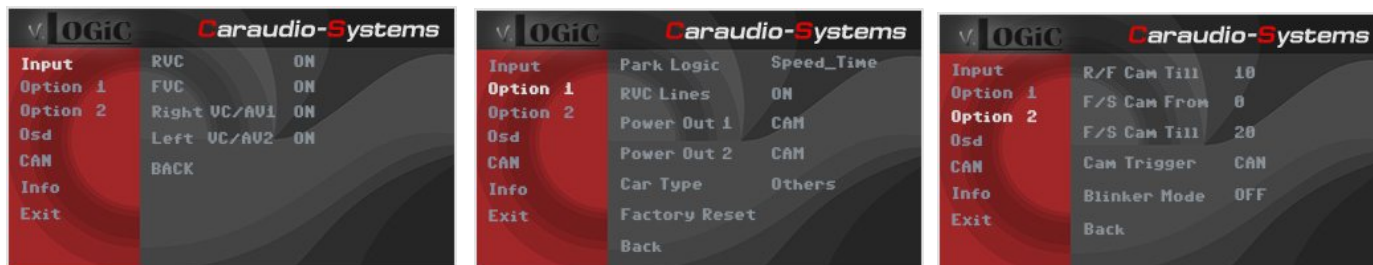 v.LOGiC Caraudio-Systems
Input RVC ON
Option 1 FVC ON
Option 2 Right VC/AV1 ON
Osd Left VC/AV2 ON
CAN BACK
Info
Exit
v.LOGiC Caraudio-Systems
Input Park Logic Speed_Time
Option 1 RVC Lines ON
Option 2 Power Out 1 CAM
Osd Power Out 2 CAM
CAN Car Type Others
Info Factory Reset
Exit Back
v.LOGiC Caraudio-Systems
Input R/F Cam Till 10
Option 1 F/S Cam From 0
Option 2 F/S Cam Till 20
Osd Cam Trigger CAN
CAN Blinker Mode OFF
Info Back
Exit